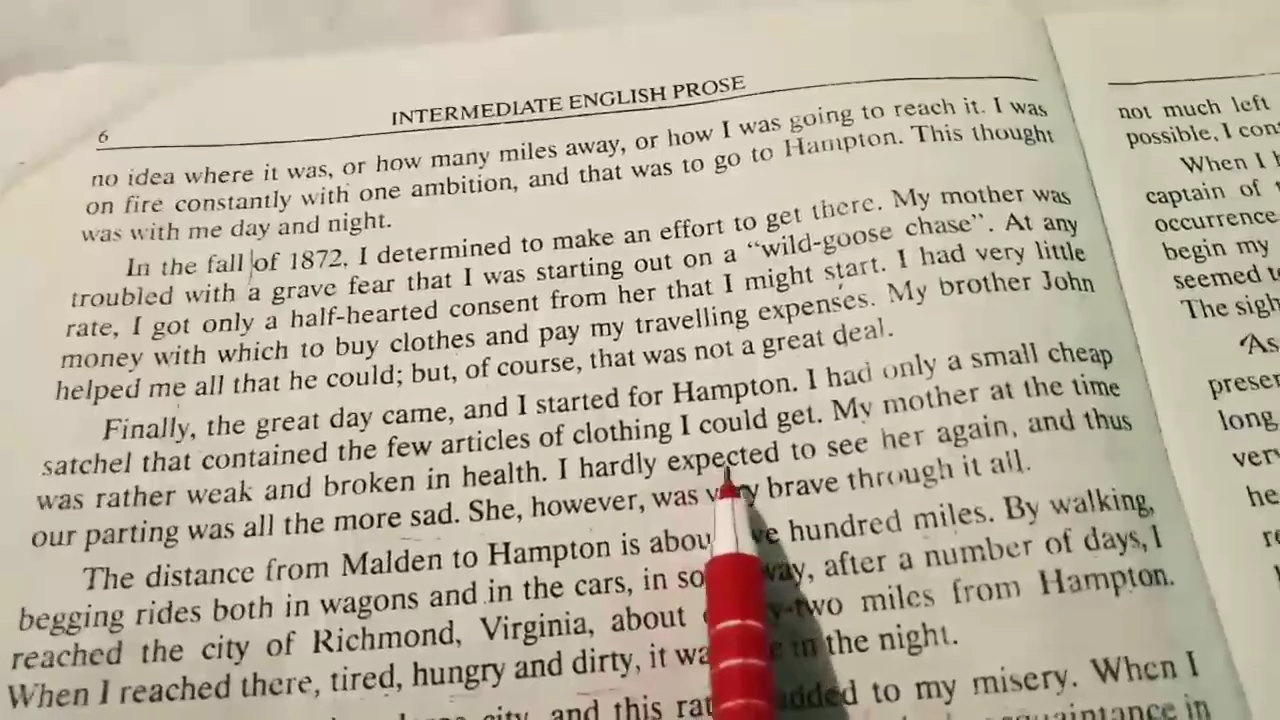 INTERMEDIATE ENGLISH PROSE
6
no idea where it was, or how many miles away, or how I was going to reach it. I was
on fire constantly with one ambition, and that was to go to Hampton. This thought
was with me day and night.
In the fall of 1872, I determined to make an effort to get there. My mother was
troubled with a grave fear that I was starting out on a “wild-goose chase”. At any
rate, I got only a half-hearted consent from her that I might start. I had very little
money with which to buy clothes and pay my travelling expenses. My brother John
helped me all that he could; but, of course, that was not a great deal.
Finally, the great day came, and I started for Hampton. I had only a small cheap
satchel that contained the few articles of clothing I could get. My mother at the time
was rather weak and broken in health. I hardly expected to see her again, and thus
our parting was all the more sad. She, however, was very brave through it all.
The distance from Malden to Hampton is about hundred miles. By walking,
begging rides both in wagons and in the cars, in way, after a number of days, I
reached the city of Richmond, Virginia, about miles from Hampton.
When I reached there, tired, hungry and dirty, it in the night.
city, and this added to my misery. When I
acquaintance in
not much left
possible, I
When I
captain of
occurrence
begin my
seemed
The
As
long,
he